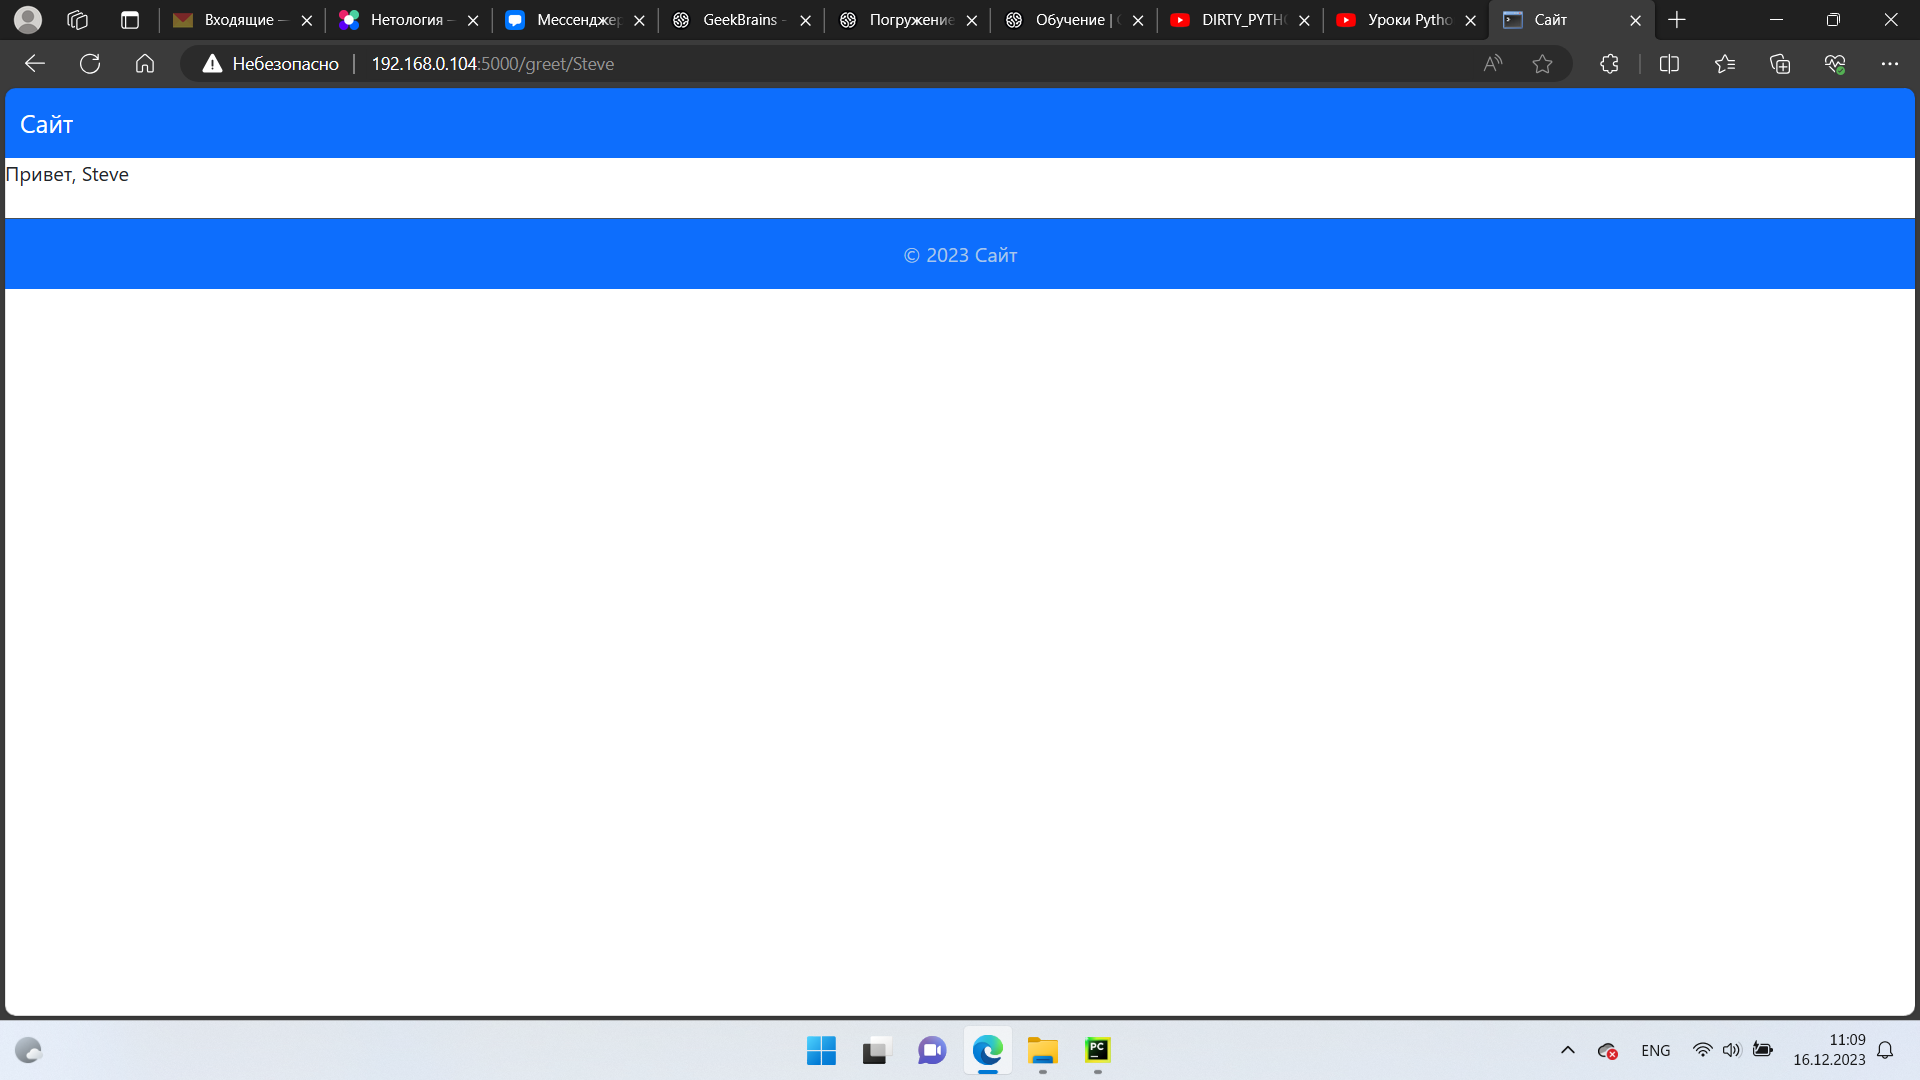 Входящие —
Нетология —
Мессенджер
GeekBrains -
Погружение
Обучение |
DIRTY_PYTH
Уроки Pytho
Сайт
Небезопасно
192.168.0.104:5000/greet/Steve
Сайт
Привет, Steve
© 2023 Сайт
PC
ENG
11:09
16.12.2023